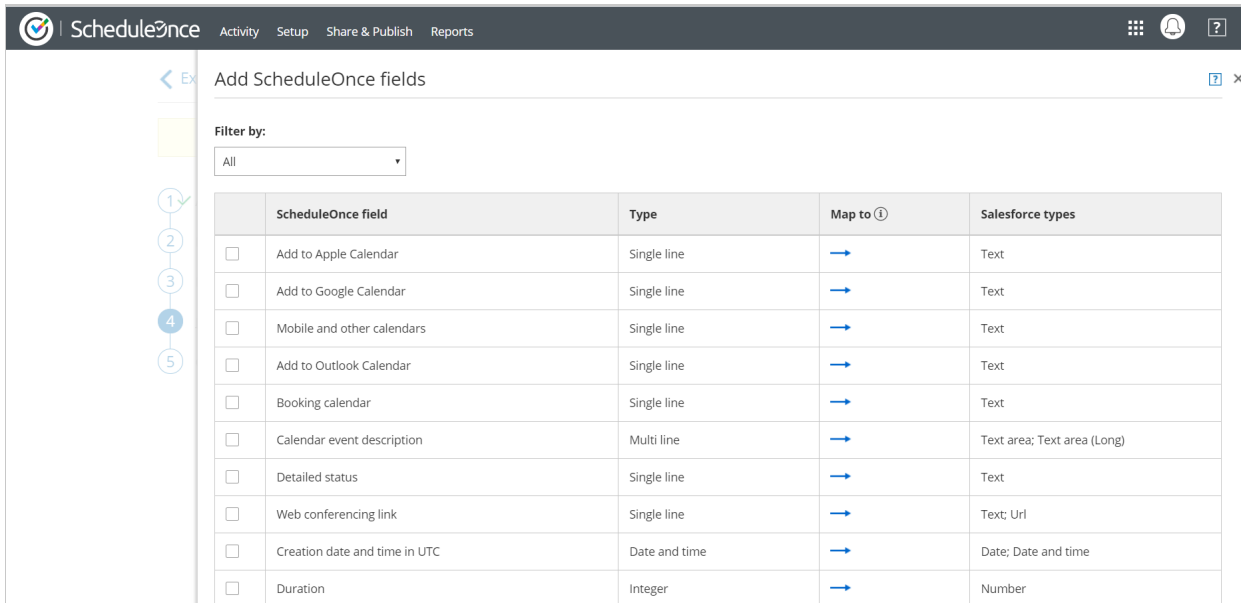 ScheduleOnce Activity Setup Share & Publish Reports ?
Ex
Add ScheduleOnce fields ? ×
Filter by:
All
1
2
3
4
5
ScheduleOnce field Type Map to i Salesforce types
Add to Apple Calendar Single line Text
Add to Google Calendar Single line Text
Mobile and other calendars Single line Text
Add to Outlook Calendar Single line Text
Booking calendar Single line Text
Calendar event description Multi line Text area; Text area (Long)
Detailed status Single line Text
Web conferencing link Single line Text; Url
Creation date and time in UTC Date and time Date; Date and time
Duration Integer Number